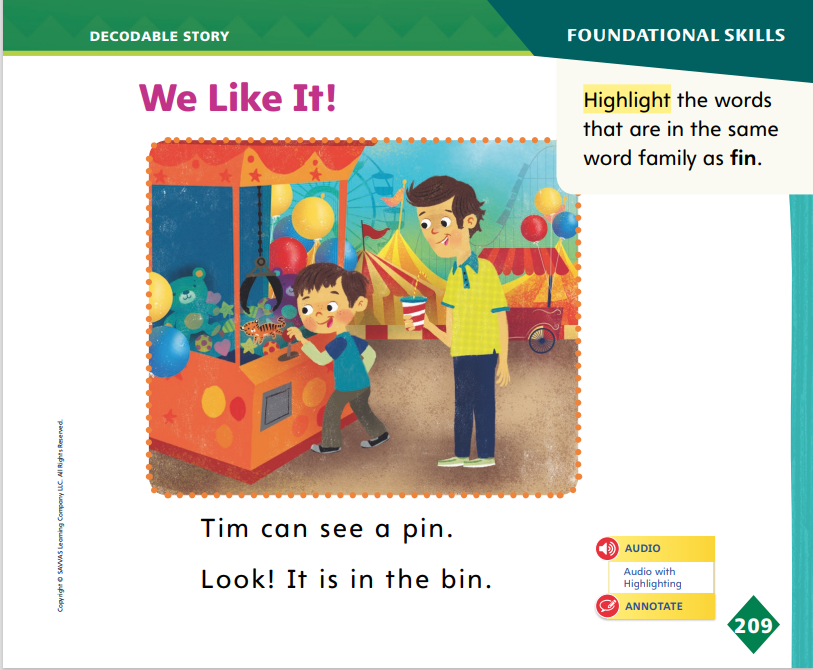 DECODABLE STORY
FOUNDATIONAL SKILLS
We Like It!
Highlight the words
that are in the same
word family as fin.
Tim can see a pin.
Look! It is in the bin.
AUDIO
Audio with
Highlighting
ANNOTATE
209
Copyright © SAVVAS Learning Company LLC. All Rights Reserved.